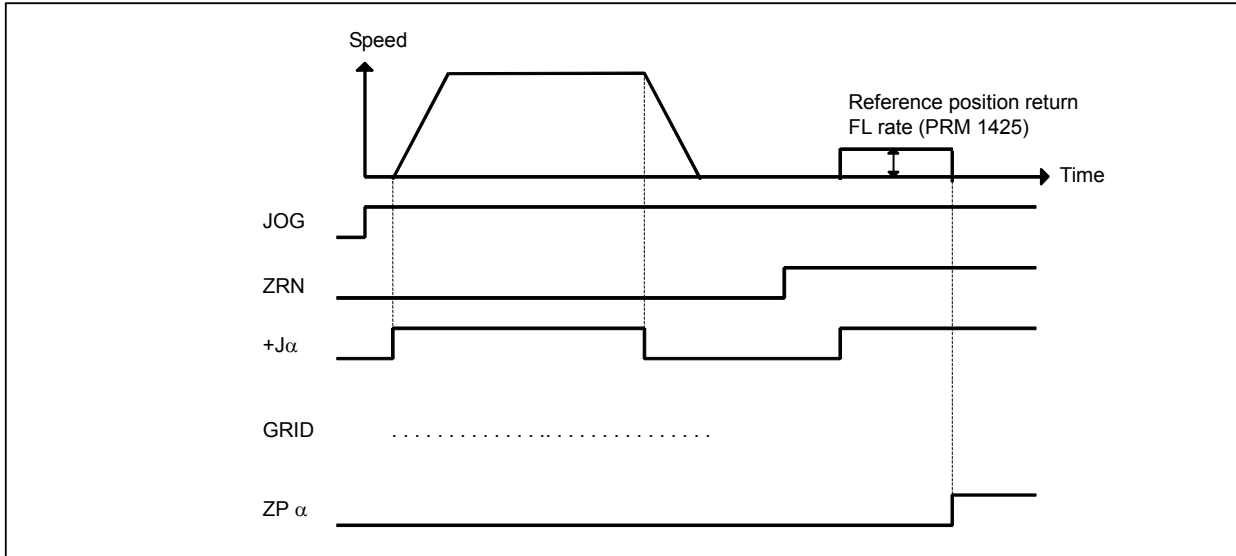 Speed
Reference position return
FL rate (PRM 1425)
Time
JOG
ZRN
+Jα
GRID
ZP α